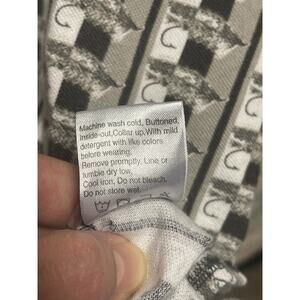 Machine wash cold, Buttoned,
Inside-out,Collar up.With mild
detergent with like colors
before wearing.
Remove promptly. Line or
tumble dry low.
Cool iron. Do not bleach.
Do not store wet.